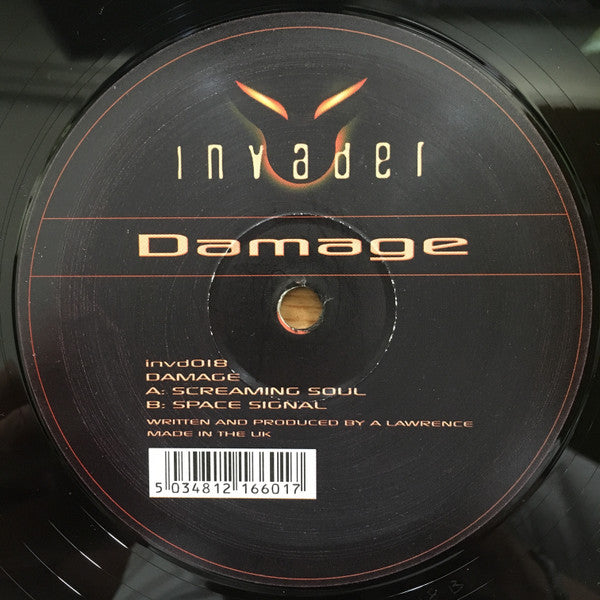 invader
Damage
invd018
DAMAGE
A: SCREAMING SOUL
B: SPACE SIGNAL
WRITTEN AND PRODUCED BY A LAWRENCE
MADE IN THE UK
5 034812 166017